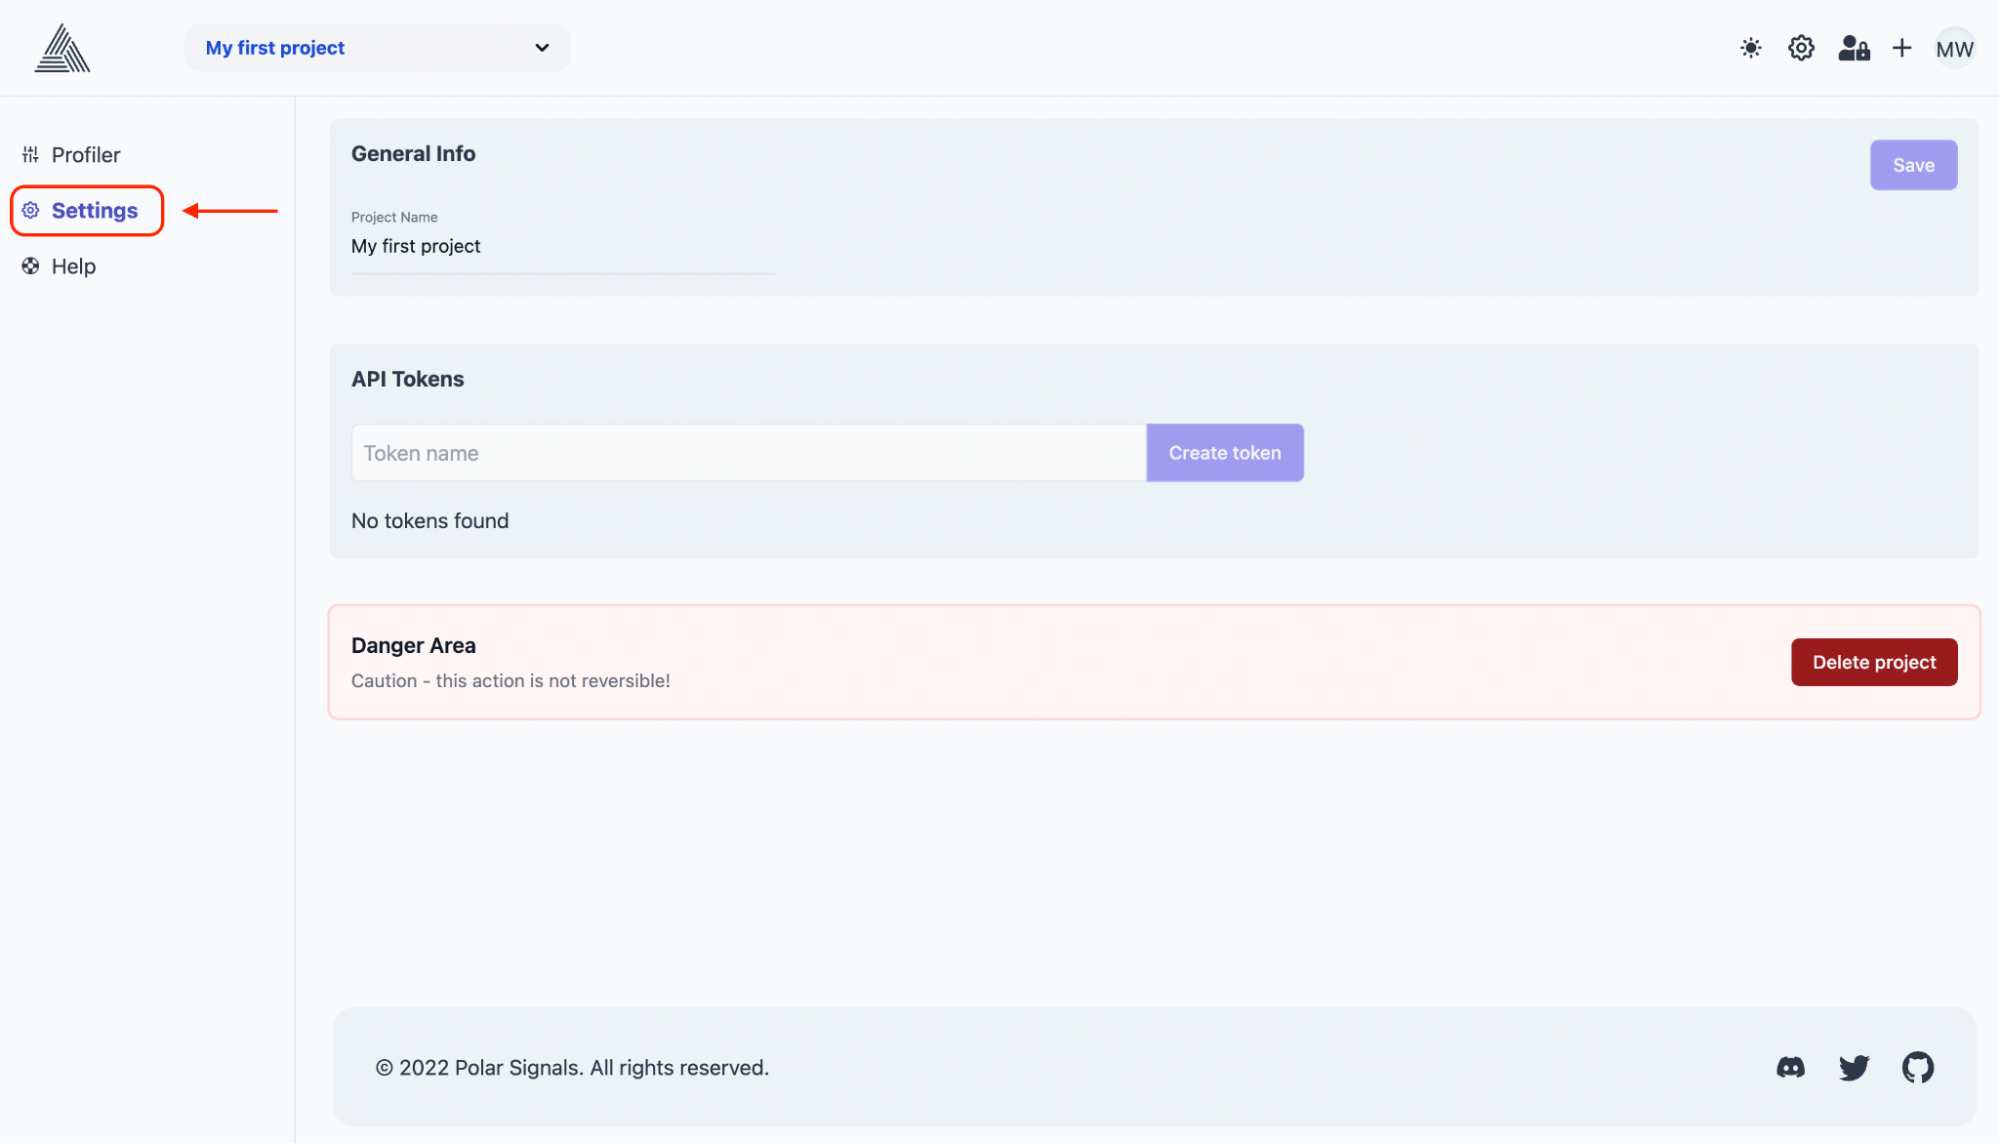 My first project
MW
Profiler
Settings
Help
General Info
Save
Project Name
My first project
API Tokens
Token name
Create token
No tokens found
Danger Area
Caution - this action is not reversible!
Delete project
© 2022 Polar Signals. All rights reserved.